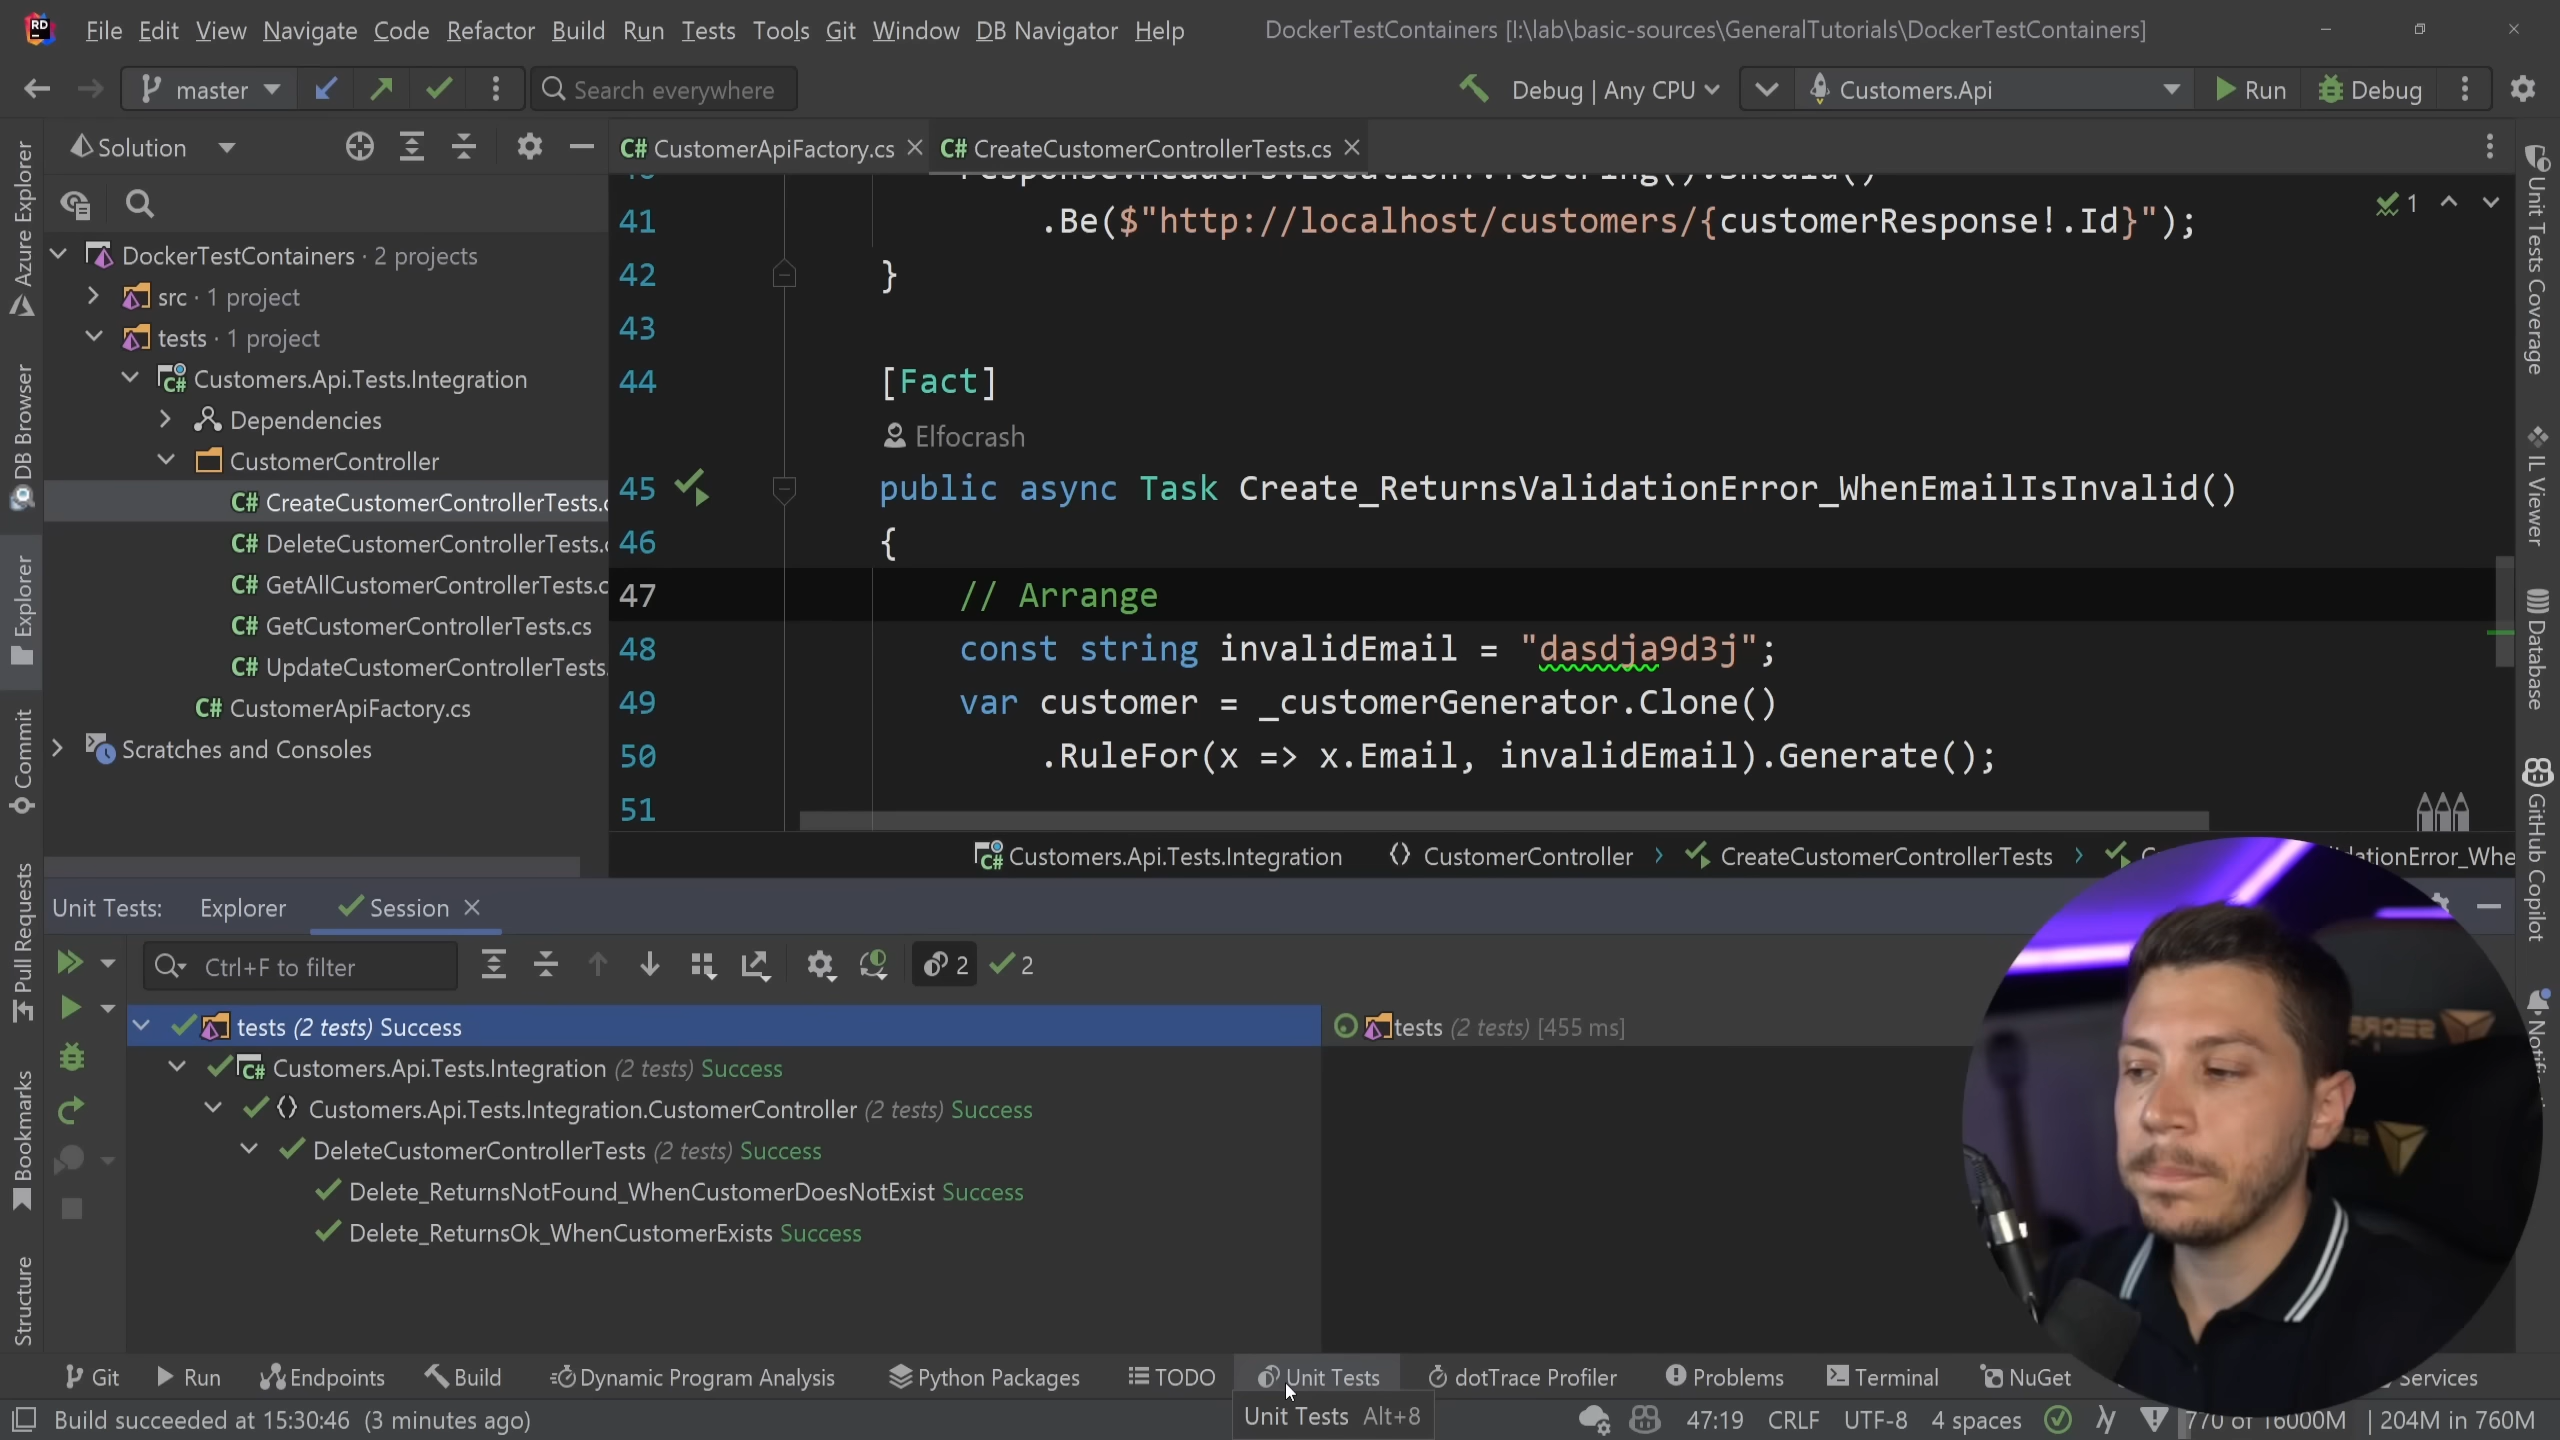 RD
File Edit View Navigate Code Refactor Build Run Tests Tools Git Window DB Navigator Help
DockerTestContainers [I:\lab\basic-sources\GeneralTutorials\DockerTestContainers]
master
Search everywhere
Debug | Any CPU
Customers.Api
Run
Debug
Solution
C# CustomerApiFactory.cs
C# CreateCustomerControllerTests.cs
Azure Explorer
DB Browser
Explorer
Commit
Pull Requests
Bookmarks
Structure
DockerTestContainers · 2 projects
src · 1 project
tests · 1 project
C# Customers.Api.Tests.Integration
Dependencies
CustomerController
C# CreateCustomerControllerTests.
C# DeleteCustomerControllerTests.
C# GetAllCustomerControllerTests.
C# GetCustomerControllerTests.cs
C# UpdateCustomerControllerTests.
C# CustomerApiFactory.cs
Scratches and Consoles
1
41 .Be($"http://localhost/customers/{customerResponse!.Id}");
42 }
43
44 [Fact]
Elfocrash
45 public async Task Create_ReturnsValidationError_WhenEmailIsInvalid()
46 {
47 // Arrange
48 const string invalidEmail = "dasdja9d3j";
49 var customer = _customerGenerator.Clone()
50 .RuleFor(x => x.Email, invalidEmail).Generate();
51
C# Customers.Api.Tests.Integration CustomerController CreateCustomerControllerTests
Unit Tests Coverage
IL Viewer
Database
GitHub Copilot
Unit Tests: Explorer Session
Ctrl+F to filter
2
2
tests (2 tests) Success
C# Customers.Api.Tests.Integration (2 tests) Success
Customers.Api.Tests.Integration.CustomerController (2 tests) Success
DeleteCustomerControllerTests (2 tests) Success
Delete_ReturnsNotFound_WhenCustomerDoesNotExist Success
Delete_ReturnsOk_WhenCustomerExists Success
tests (2 tests) [455 ms]
Git Run Endpoints Build Dynamic Program Analysis Python Packages TODO Unit Tests dotTrace Profiler Problems Terminal NuGet Services
Build succeeded at 15:30:46 (3 minutes ago)
Unit Tests Alt+8
47:19 CRLF UTF-8 4 spaces 770 of 16000M 204M in 760M